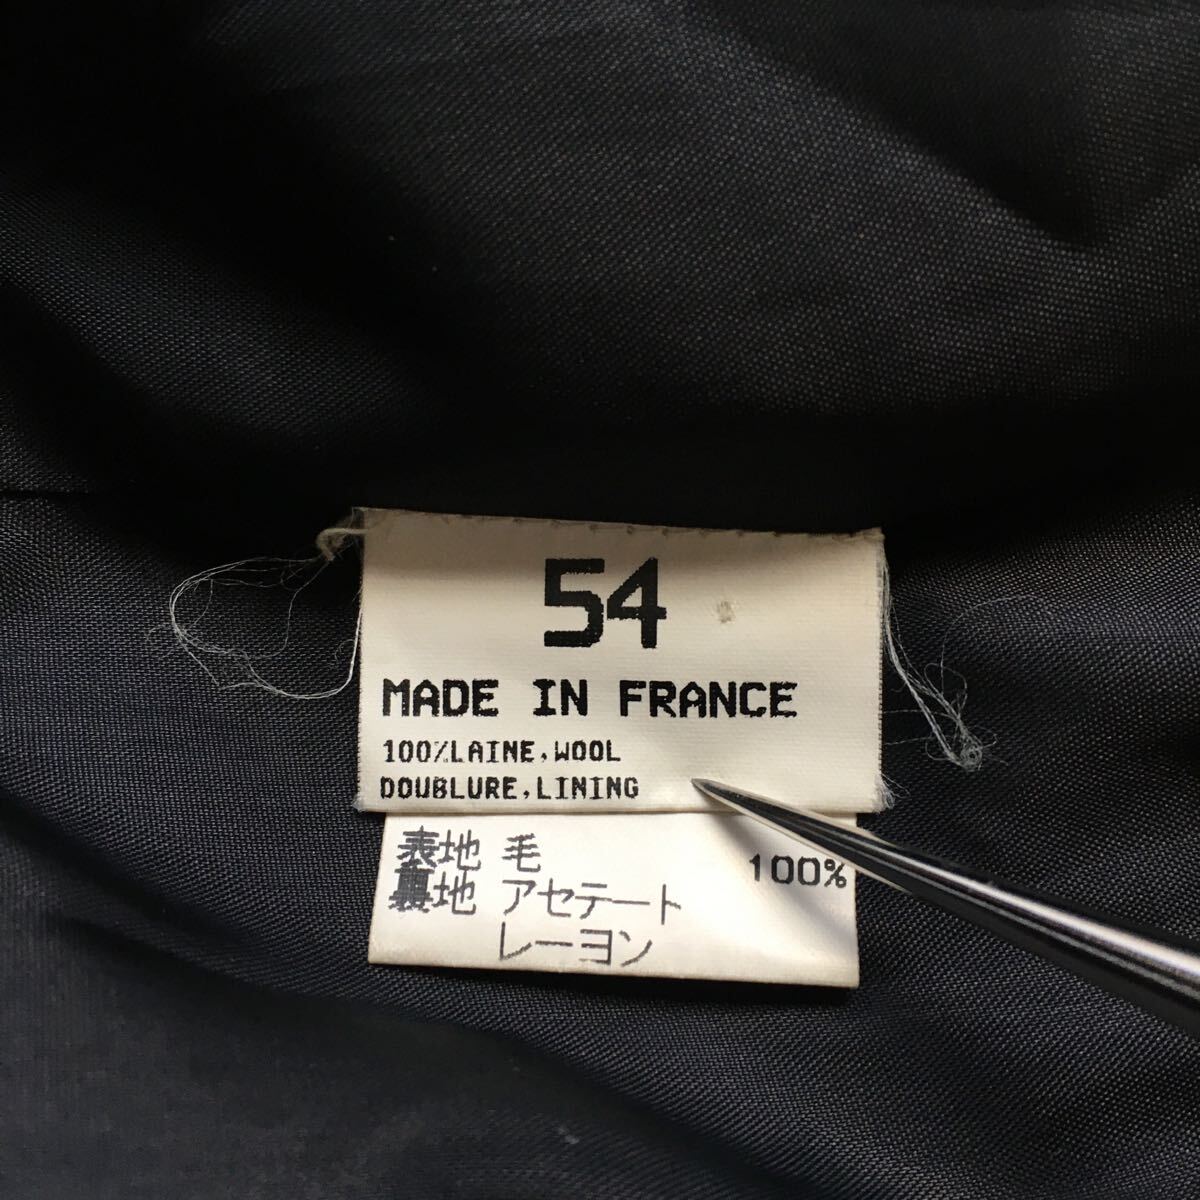 54
MADE IN FRANCE
100%LAINE,WOOL
DOUBLURE,LINING
表地 毛 100%
裏地 アセテート
レーヨン